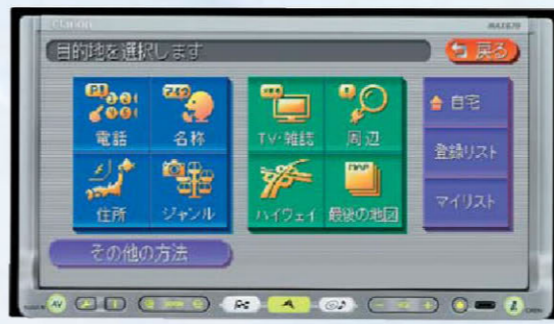 Clarion
MAX670
目的地を選択します
戻る
電話
名称
TV・雑誌
周辺
自宅
住所
ジャンル
ハイウェイ
最後の地図
登録リスト
マイリスト
その他の方法
AV